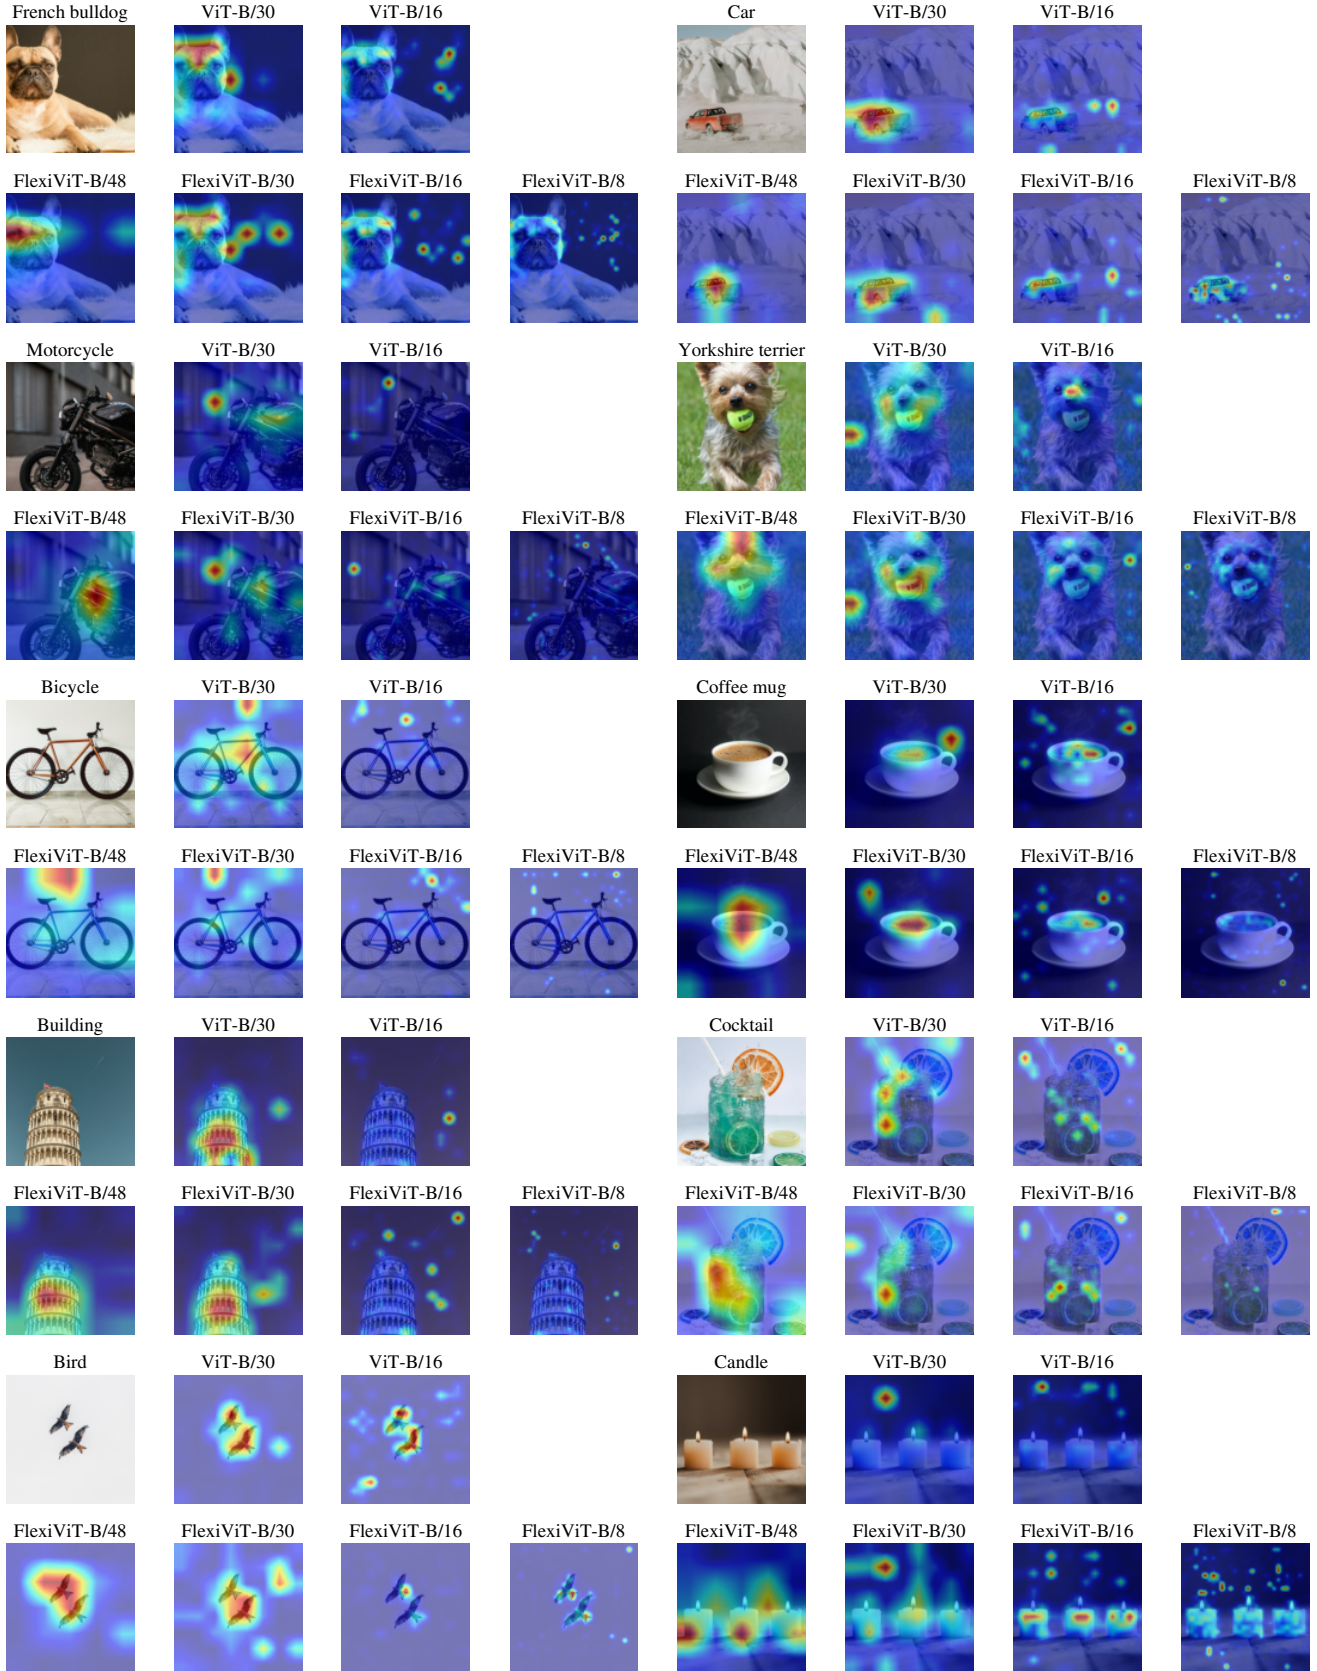 French bulldog ViT-B/30 ViT-B/16 Car ViT-B/30 ViT-B/16
FlexiViT-B/48 FlexiViT-B/30 FlexiViT-B/16 FlexiViT-B/8 FlexiViT-B/48 FlexiViT-B/30 FlexiViT-B/16 FlexiViT-B/8
Motorcycle ViT-B/30 ViT-B/16 Yorkshire terrier ViT-B/30 ViT-B/16
FlexiViT-B/48 FlexiViT-B/30 FlexiViT-B/16 FlexiViT-B/8 FlexiViT-B/48 FlexiViT-B/30 FlexiViT-B/16 FlexiViT-B/8
Bicycle ViT-B/30 ViT-B/16 Coffee mug ViT-B/30 ViT-B/16
FlexiViT-B/48 FlexiViT-B/30 FlexiViT-B/16 FlexiViT-B/8 FlexiViT-B/48 FlexiViT-B/30 FlexiViT-B/16 FlexiViT-B/8
Building ViT-B/30 ViT-B/16 Cocktail ViT-B/30 ViT-B/16
FlexiViT-B/48 FlexiViT-B/30 FlexiViT-B/16 FlexiViT-B/8 FlexiViT-B/48 FlexiViT-B/30 FlexiViT-B/16 FlexiViT-B/8
Bird ViT-B/30 ViT-B/16 Candle ViT-B/30 ViT-B/16
FlexiViT-B/48 FlexiViT-B/30 FlexiViT-B/16 FlexiViT-B/8 FlexiViT-B/48 FlexiViT-B/30 FlexiViT-B/16 FlexiViT-B/8